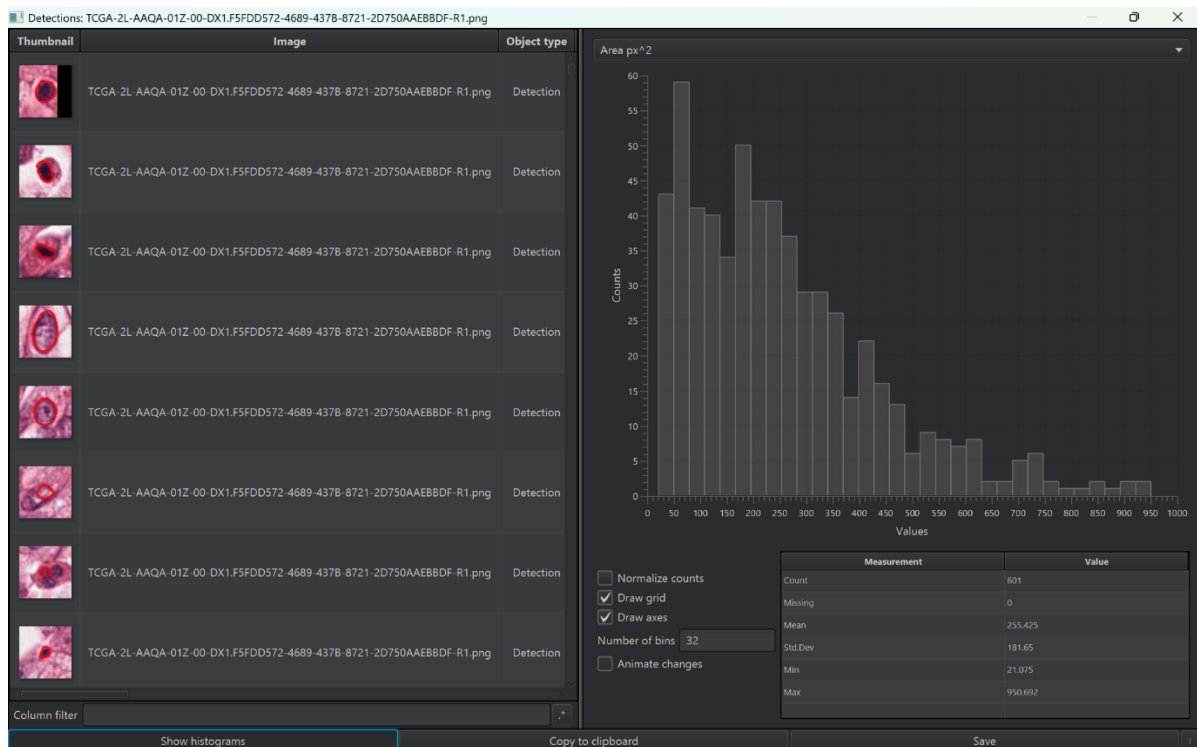 Detections: TCGA-2L-AAQA-01Z-00-DX1.F5FDD572-4689-437B-8721-2D750AAEBBDF-R1.png
Thumbnail Image Object type
TCGA-2L-AAQA-01Z-00-DX1.F5FDD572-4689-437B-8721-2D750AAEBBDF-R1.png Detection
TCGA-2L-AAQA-01Z-00-DX1.F5FDD572-4689-437B-8721-2D750AAEBBDF-R1.png Detection
TCGA-2L-AAQA-01Z-00-DX1.F5FDD572-4689-437B-8721-2D750AAEBBDF-R1.png Detection
TCGA-2L-AAQA-01Z-00-DX1.F5FDD572-4689-437B-8721-2D750AAEBBDF-R1.png Detection
TCGA-2L-AAQA-01Z-00-DX1.F5FDD572-4689-437B-8721-2D750AAEBBDF-R1.png Detection
TCGA-2L-AAQA-01Z-00-DX1.F5FDD572-4689-437B-8721-2D750AAEBBDF-R1.png Detection
TCGA-2L-AAQA-01Z-00-DX1.F5FDD572-4689-437B-8721-2D750AAEBBDF-R1.png Detection
TCGA-2L-AAQA-01Z-00-DX1.F5FDD572-4689-437B-8721-2D750AAEBBDF-R1.png Detection
Column filter .*
Area px^2
60
55
50
45
40
35
30
25
20
15
10
5
0
Counts
0 50 100 150 200 250 300 350 400 450 500 550 600 650 700 750 800 850 900 950 1000
Values
Normalize counts
Draw grid
Draw axes
Number of bins 32
Animate changes
Measurement Value
Count 601
Missing 0
Mean 255.425
Std.Dev 181.65
Min 21.075
Max 950.692
Show histograms Copy to clipboard Save